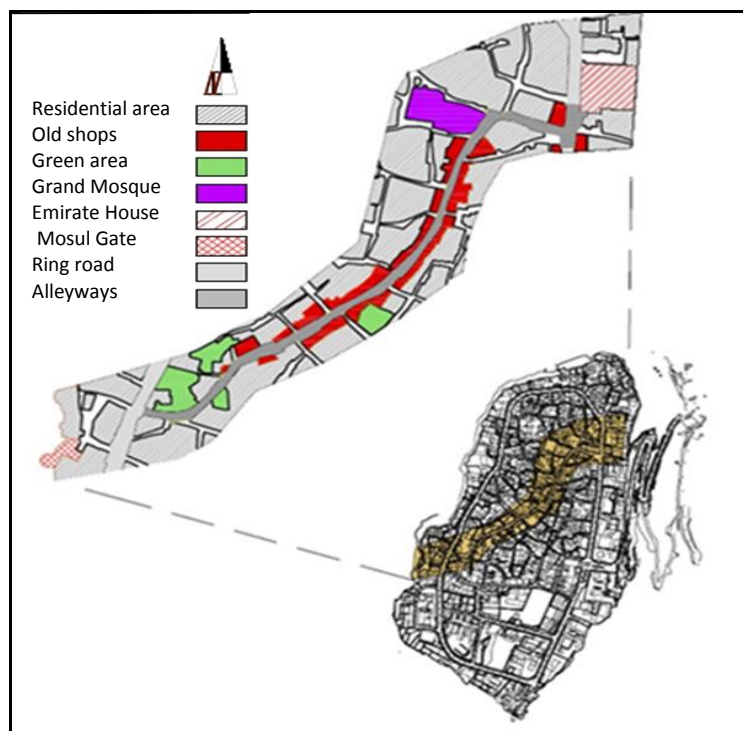 N
Residential area
Old shops
Green area
Grand Mosque
Emirate House
Mosul Gate
Ring road
Alleyways